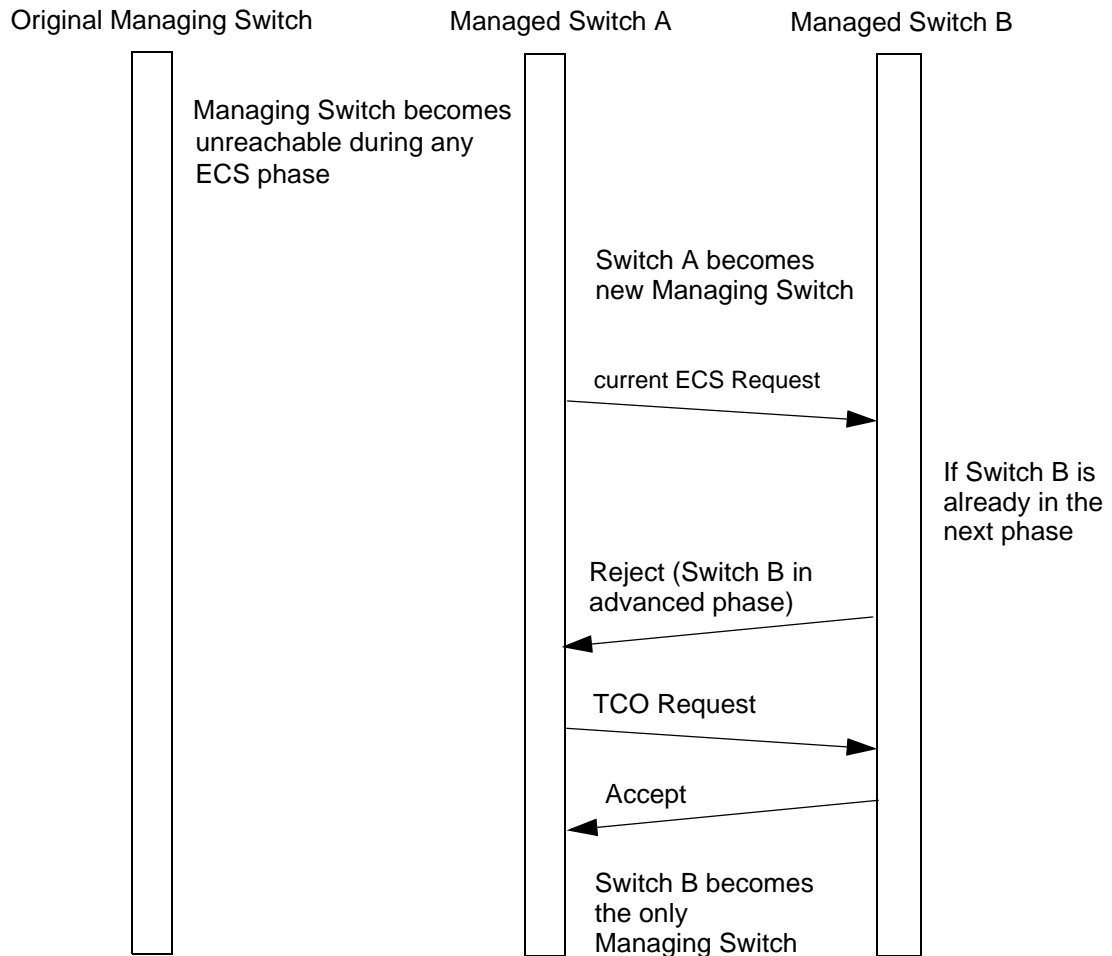 Original Managing Switch
Managed Switch A
Managed Switch B
Managing Switch becomes
unreachable during any
ECS phase
Switch A becomes
new Managing Switch
current ECS Request
If Switch B is
already in the
next phase
Reject (Switch B in
advanced phase)
TCO Request
Accept
Switch B becomes
the only
Managing Switch